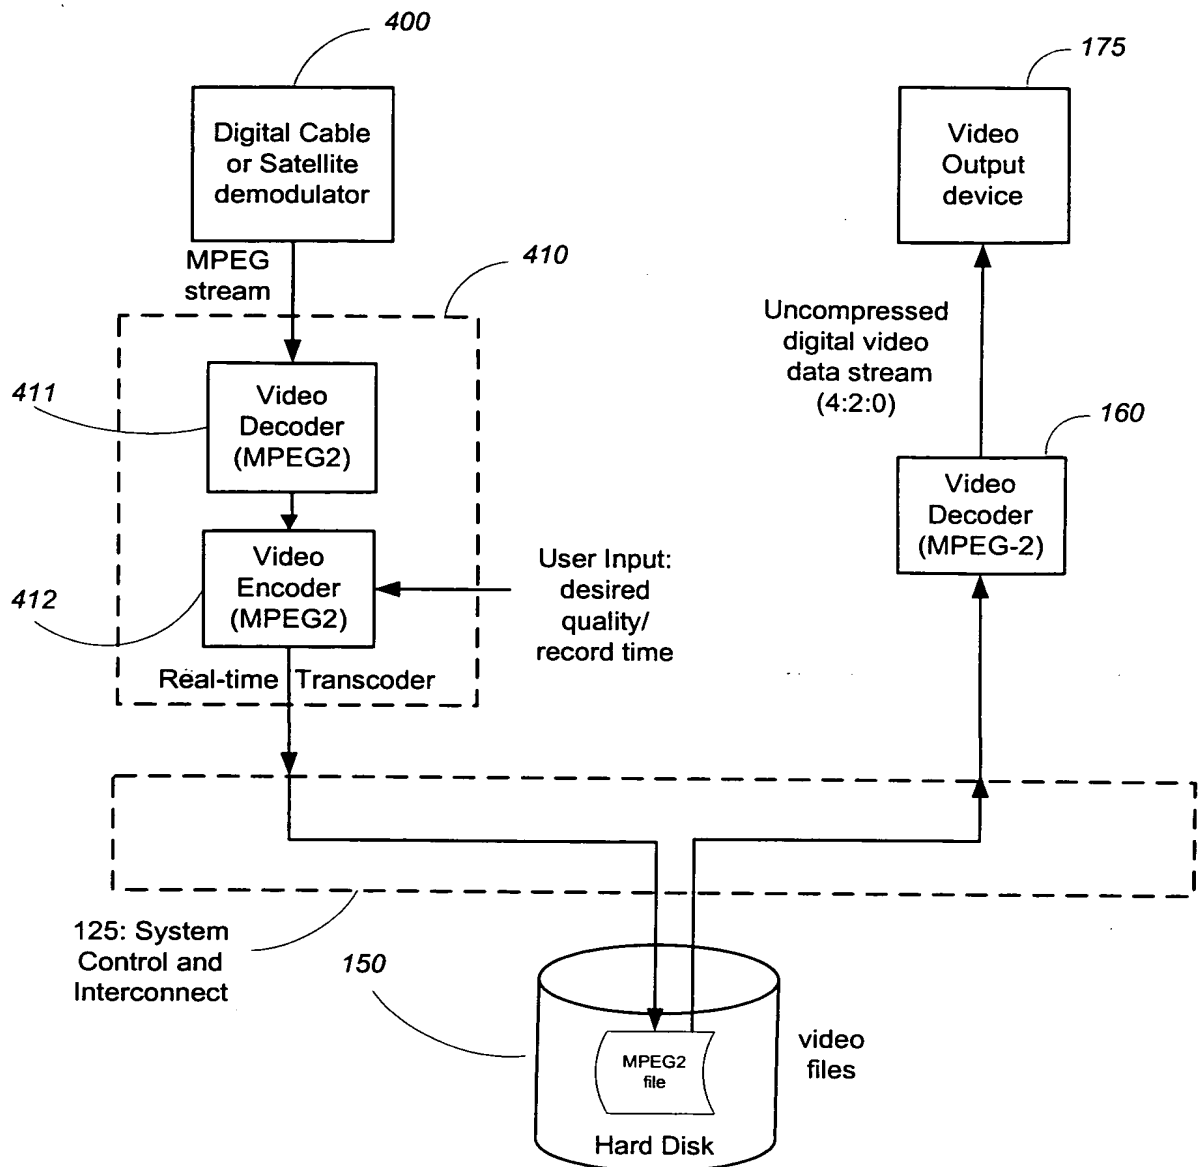 400
175
Digital Cable
or Satellite
demodulator
Video
Output
device
MPEG
stream
410
Uncompressed
digital video
data stream
(4:2:0)
411
Video
Decoder
(MPEG2)
160
Video
Decoder
(MPEG-2)
412
Video
Encoder
(MPEG2)
User Input:
desired
quality/
record time
Real-time Transcoder
125: System
Control and
Interconnect
150
MPEG2
file
video
files
Hard Disk